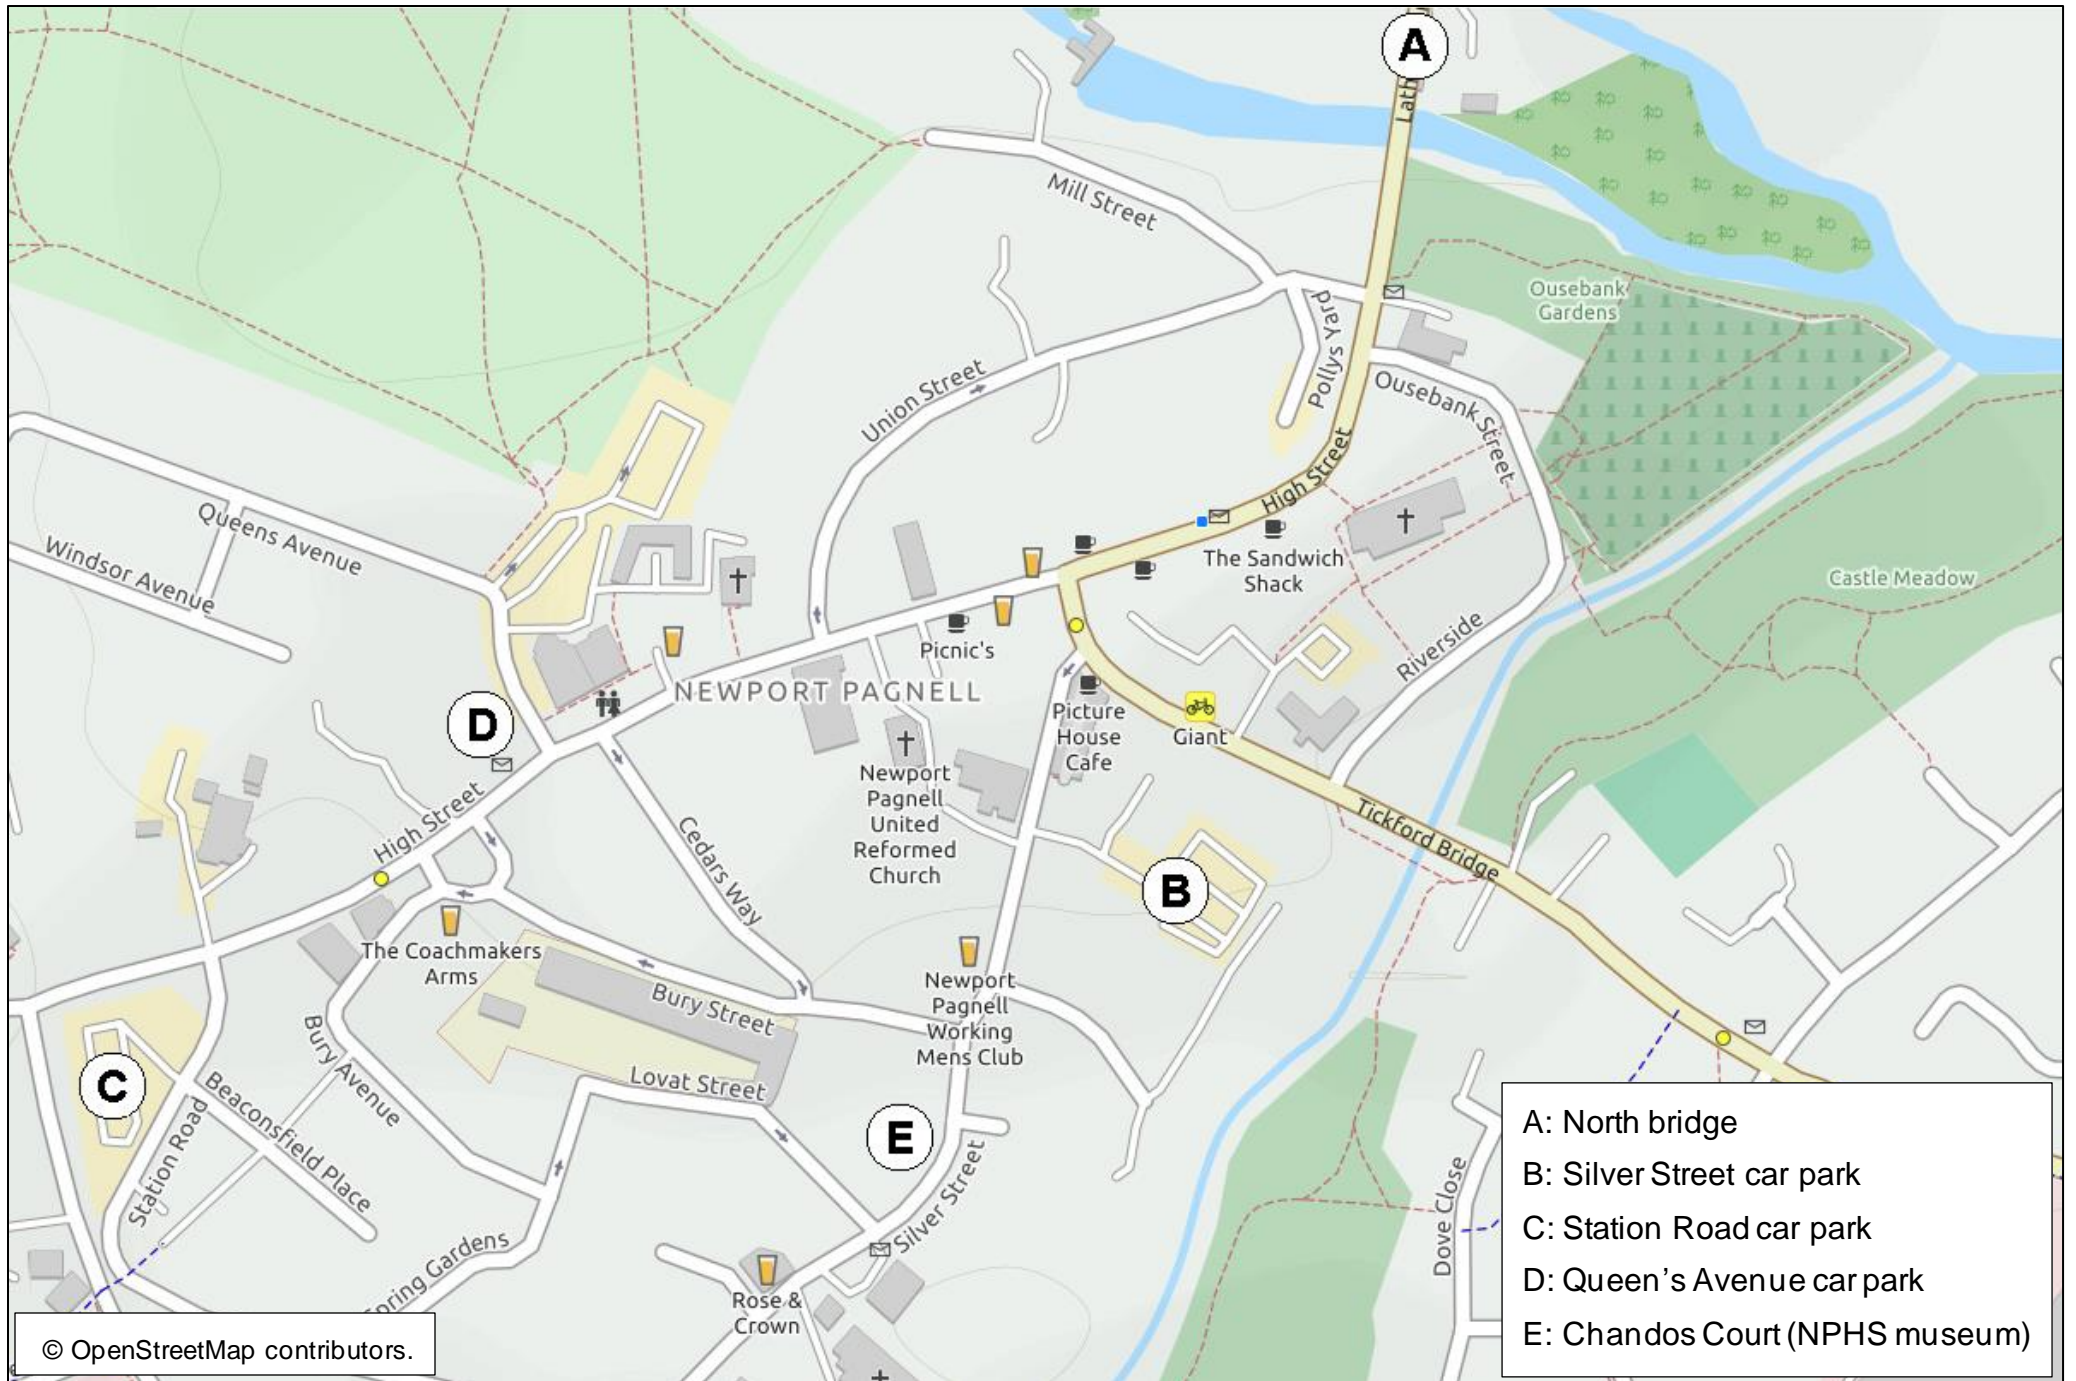 A
Lath
Mill Street
Ousebank
Gardens
Pollys Yard
Union Street
Ousebank Street
High Street
Queens Avenue
Windsor Avenue
The Sandwich
Shack
Castle Meadow
Picnic's
Riverside
NEWPORT PAGNELL
D
Picture
House
Cafe
Giant
Newport
Pagnell
United
Reformed
Church
High Street
Cedars Way
Tickford Bridge
B
The Coachmakers
Arms
Newport
Pagnell
Working
Mens Club
Bury Street
Bury Avenue
C
Lovat Street
Beaconsfield Place
Station Road
E
Silver Street
Dove Close
Spring Gardens
Rose &
Crown
A: North bridge
B: Silver Street car park
C: Station Road car park
D: Queen’s Avenue car park
E: Chandos Court (NPHS museum)
© OpenStreetMap contributors.